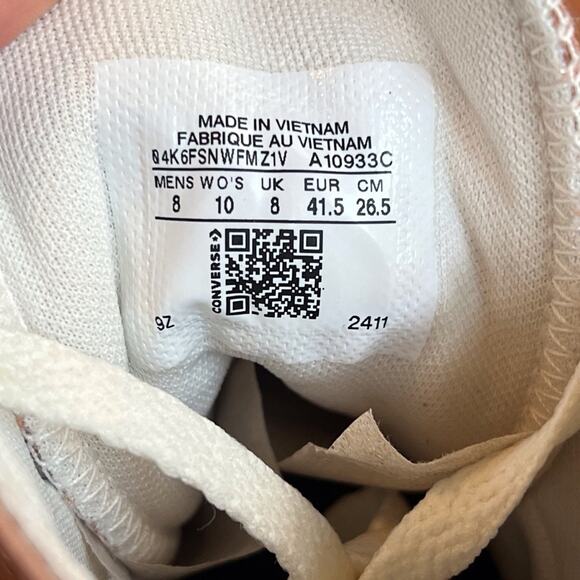 MADE IN VIETNAM
FABRIQUE AU VIETNAM
04K6FSNWFMZ1V A10933C
MENS WO'S UK EUR CM
8 10 8 41.5 26.5
CONVERSE
9Z 2411